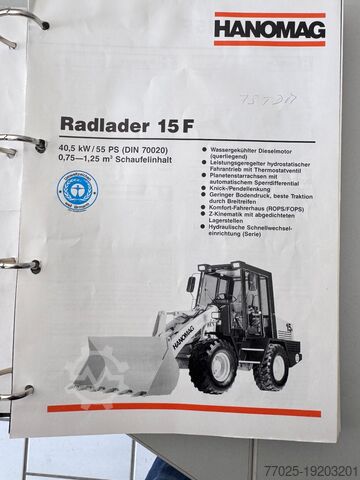 HANOMAG
Radlader 15 F
40,5 kW/55 PS (DIN 70020)
0,75—1,25 m³ Schaufelinhalt
Wassergekühlter Dieselmotor
(querliegend)
Leistungsgeregelter hydrostatischer
Fahrantrieb mit Thermostatventil
Planetenstarrachsen mit
automatischem Sperrdifferential
Knick-/Pendellenkung
Geringer Bodendruck, beste Traktion
durch Breitreifen
Komfort-Fahrerhaus (ROPS/FOPS)
Z-Kinematik mit abgedichteten
Lagerstellen
Hydraulische Schnellwechsel-
einrichtung (Serie)
HANOMAG
15
77025-19203201